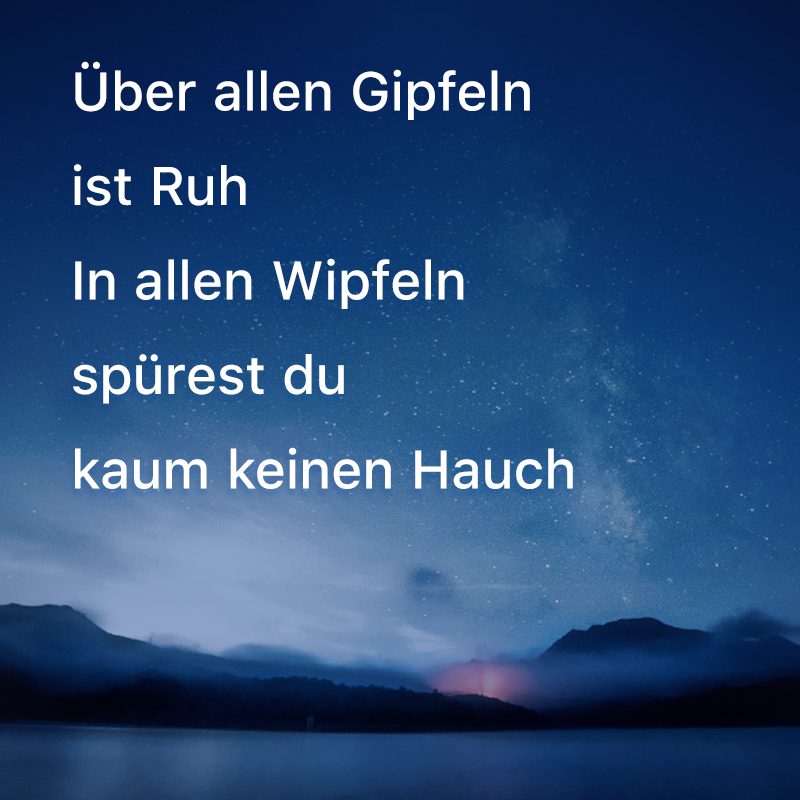 Über allen Gipfeln
ist Ruh
In allen Wipfeln
spürest du
kaum keinen Hauch